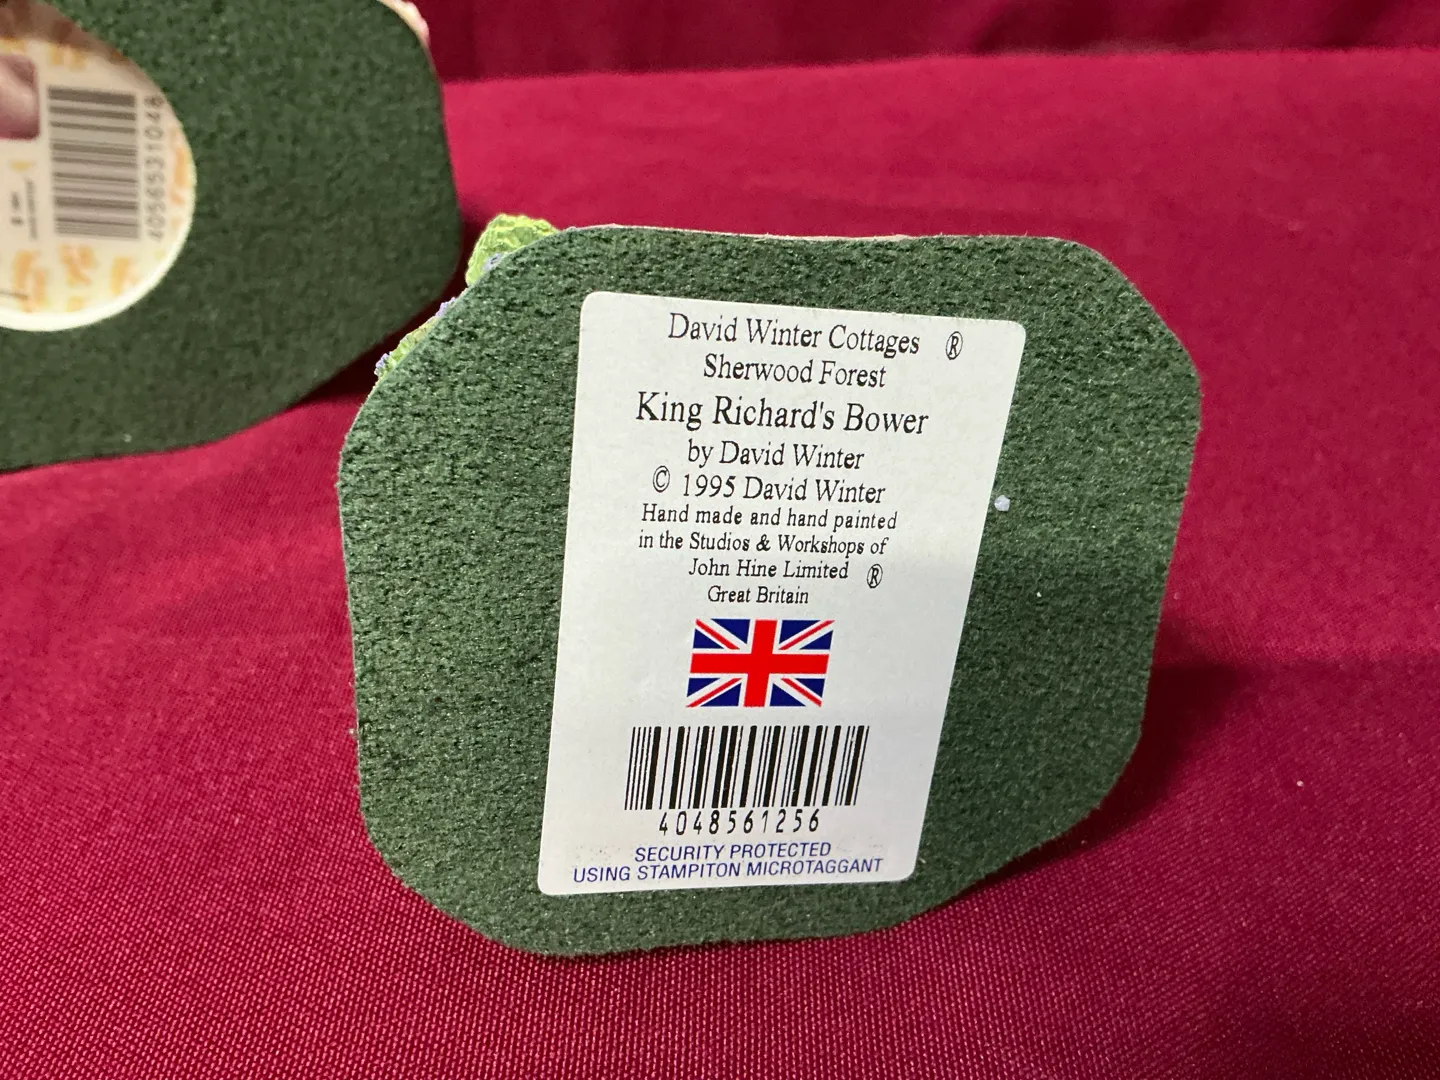 4056531048
David Winter Cottages ®
Sherwood Forest
King Richard's Bower
by David Winter
© 1995 David Winter
Hand made and hand painted
in the Studios & Workshops of
John Hine Limited ®
Great Britain
4048561256
SECURITY PROTECTED
USING STAMPITON MICROTAGGANT